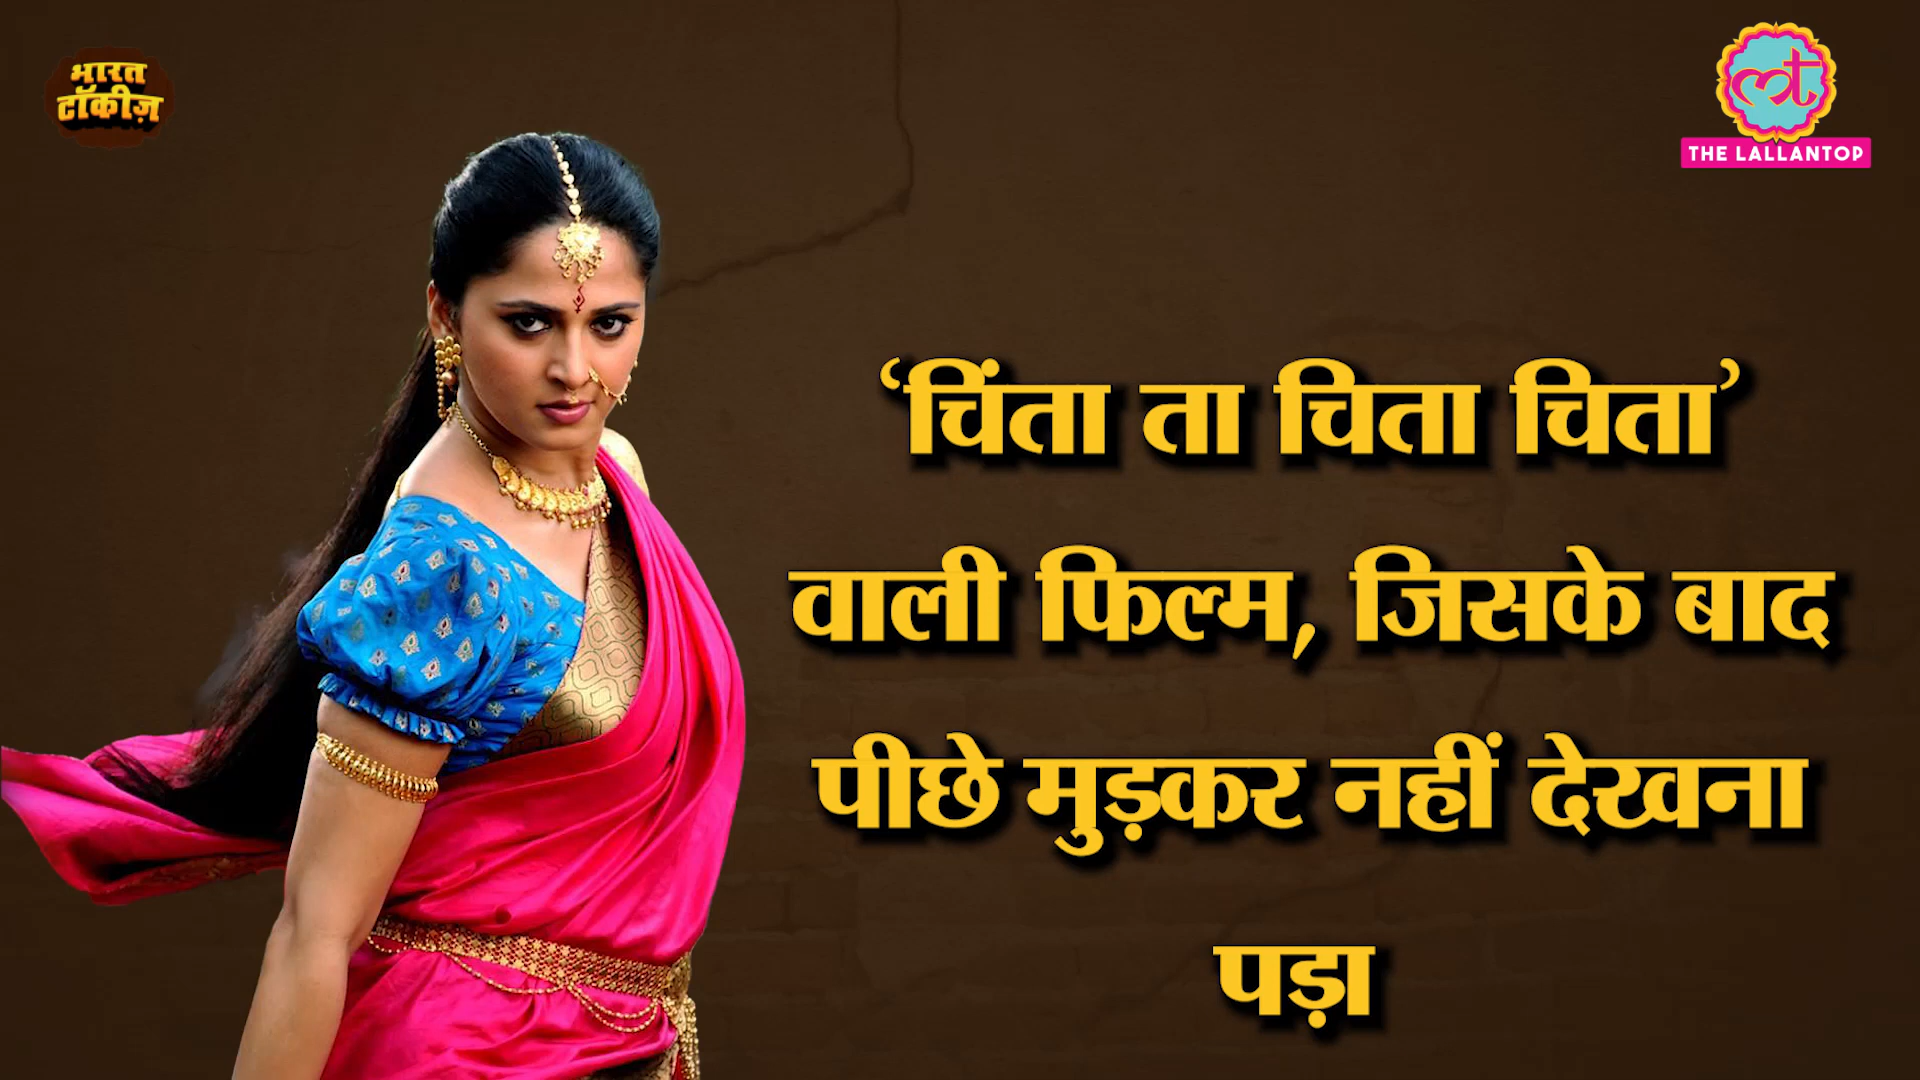 भारत
टॉकीज़
THE LALLANTOP
‘चिंता ता चिता चिता’
वाली फिल्म, जिसके बाद
पीछे मुड़कर नहीं देखना
पड़ा